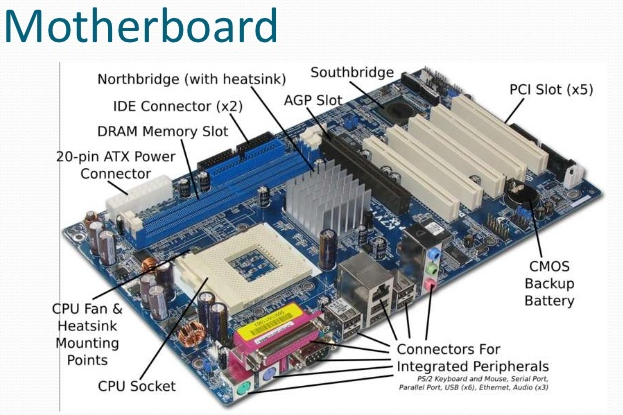 Motherboard
Northbridge (with heatsink)
Southbridge
IDE Connector (x2)
AGP Slot
PCI Slot (x5)
DRAM Memory Slot
20-pin ATX Power
Connector
CMOS
Backup
Battery
CPU Fan &
Heatsink
Mounting
Points
CPU Socket
Connectors For
Integrated Peripherals
PS/2 Keyboard and Mouse, Serial Port,
Parallel Port, USB (x6), Ethernet, Audio (x3)